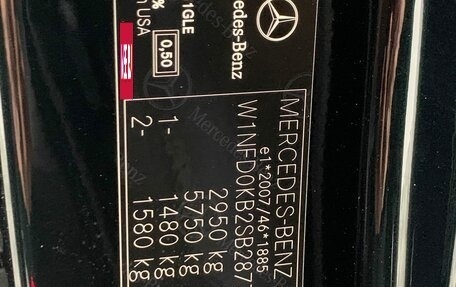 Mercedes-Benz
1GLE
%
0,50
USA
MERCEDES-BENZ
e1*2007/46*1885
W1NFD0KB2SB287
2950 kg
5750 kg
1- 1480 kg
2- 1580 kg